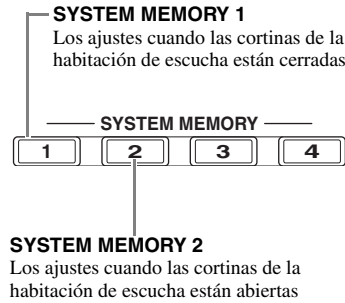 SYSTEM MEMORY 1
Los ajustes cuando las cortinas de la
habitación de escucha están cerradas
SYSTEM MEMORY
1 2 3 4
SYSTEM MEMORY 2
Los ajustes cuando las cortinas de la
habitación de escucha están abiertas